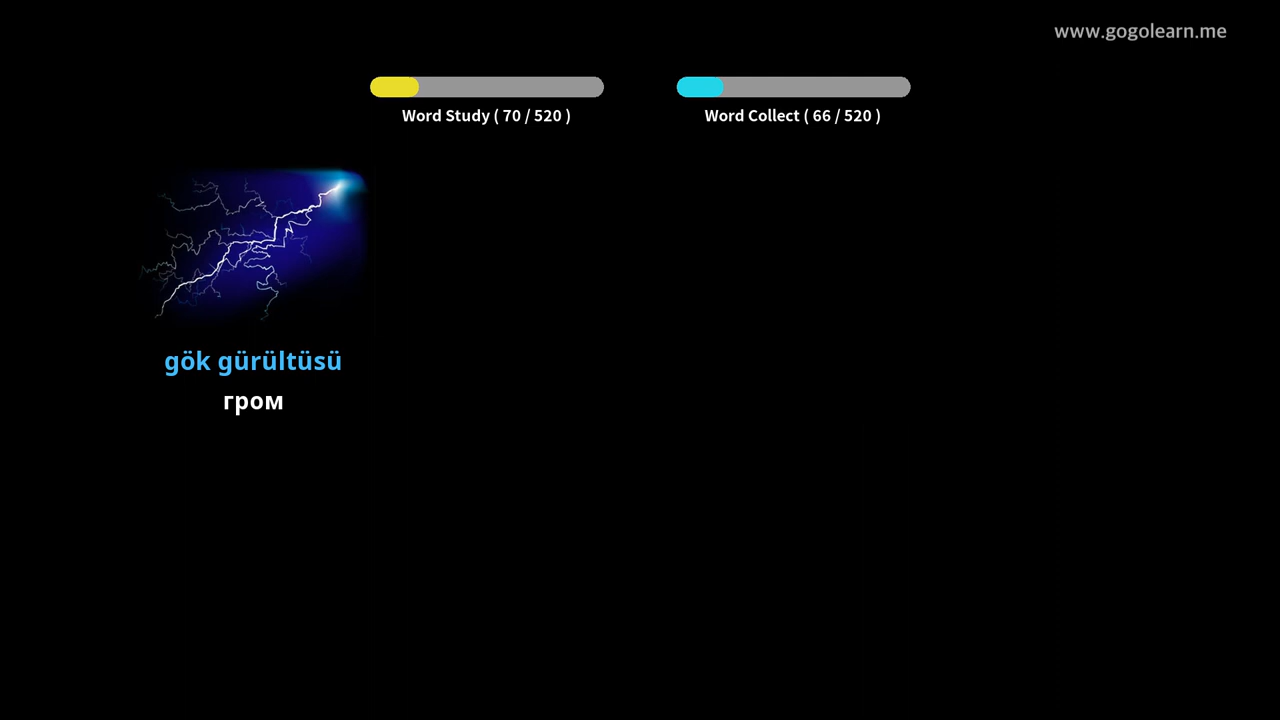 www.gogolearn.me
Word Study ( 70 / 520 )
Word Collect ( 66 / 520 )
gök gürültüsü
гром